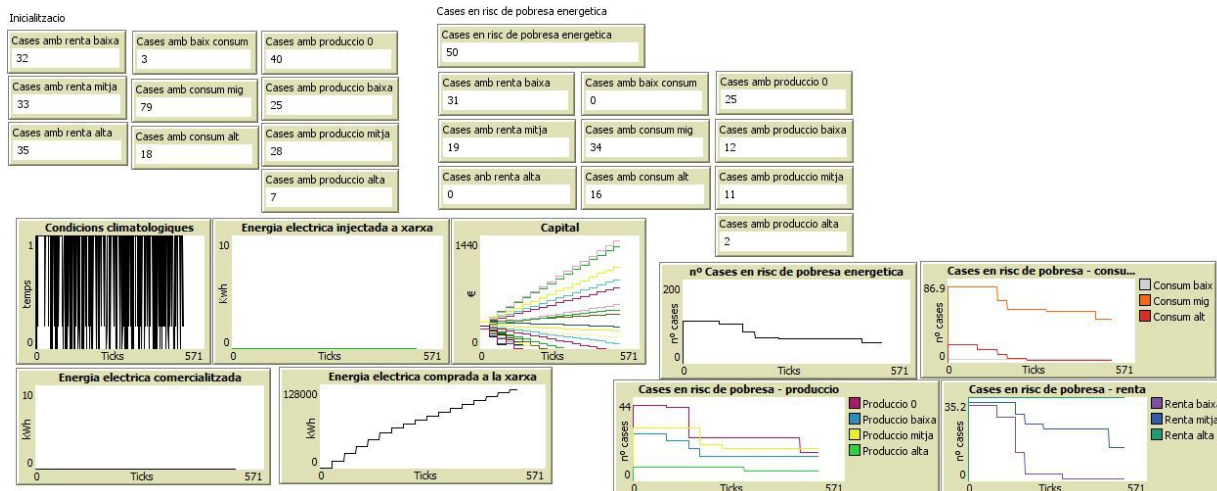 Inicialització
Cases amb renta baixa
32
Cases amb renta mitja
33
Cases amb renta alta
35
Cases amb baix consum
3
Cases amb consum mig
79
Cases amb consum alt
18
Cases amb produccio 0
40
Cases amb produccio baixa
25
Cases amb produccio mitja
28
Cases amb produccio alta
7
Cases en risc de pobresa energetica
Cases en risc de pobresa energetica
50
Cases amb renta baixa
31
Cases amb renta mitja
19
Cases anb renta alta
0
Cases amb baix consum
0
Cases amb consum mig
34
Cases amb consum alt
16
Cases amb produccio 0
25
Cases amb produccio baixa
12
Cases amb produccio mitja
11
Cases amb produccio alta
2
Condicions climatologiques
1
temps
0
0
Ticks
571
Energia electrica injectada a xarxa
10
Kwh
0
0
Ticks
571
Capital
1440
€
0
0
Ticks
571
nº Cases en risc de pobresa energetica
200
nº cases
0
0
Ticks
571
Cases en risc de pobresa - consu...
86.9
nº cases
0
0
Ticks
571
Consum baix
Consum mig
Consum alt
Energia electrica comercialitzada
10
kWh
0
0
Ticks
571
Energia electrica comprada a la xarxa
128000
kWh
0
0
Ticks
571
Cases en risc de pobresa - produccio
44
nº cases
0
0
Ticks
571
Produccio 0
Produccio baixa
Produccio mitja
Produccio alta
Cases en risc de pobresa - renta
35.2
nº cases
0
0
Ticks
571
Renta baixa
Renta mitja
Renta alta